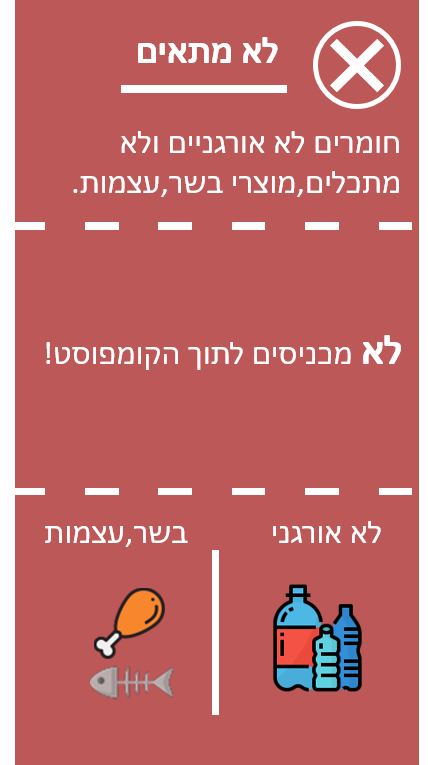 לא מתאים
חומרים לא אורגניים ולא
מתכלים,מוצרי בשר,עצמות.
לא מכניסים לתוך הקומפוסט!
לא אורגני
בשר,עצמות